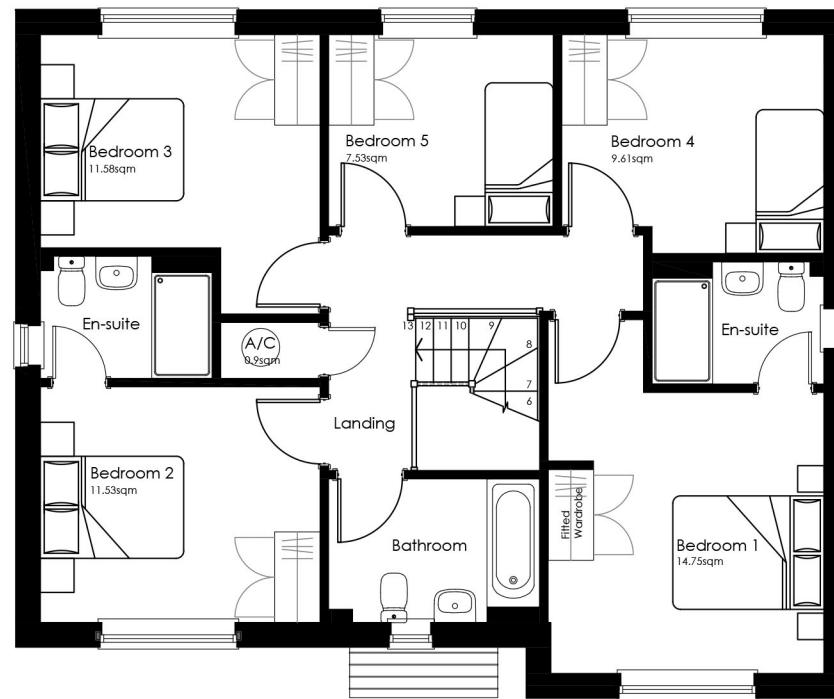 Bedroom 3
11.58sqm
Bedroom 5
7.53sqm
Bedroom 4
9.61sqm
En-suite
A/C
0.9sqm
13
12
11
10
9
8
7
6
En-suite
Landing
Bedroom 2
11.53sqm
Bathroom
Fitted
Wardrobe
Bedroom 1
14.75sqm